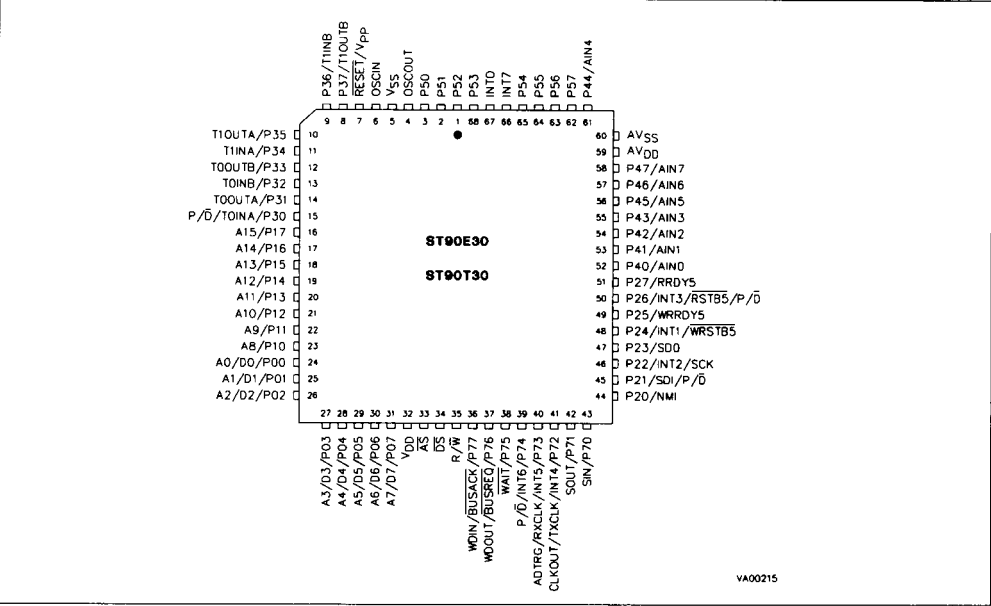 P36/T1INB
P37/T1OUTB
RESET/VPP
OSCIN
VSS
OSCOUT
P50
P51
P52
P53
INT0
INT7
P54
P55
P56
P57
P44/AIN4
9 8 7 6 5 4 3 2 1 68 67 66 65 64 63 62 61
T1OUTA/P35 10
T1INA/P34 11
T0OUTB/P33 12
T0INB/P32 13
T0OUTA/P31 14
P/D̅/T0INA/P30 15
A15/P17 16
A14/P16 17
A13/P15 18
A12/P14 19
A11/P13 20
A10/P12 21
A9/P11 22
A8/P10 23
A0/D0/P00 24
A1/D1/P01 25
A2/D2/P02 26
ST90E30
ST90T30
60 AVSS
59 AVDD
58 P47/AIN7
57 P46/AIN6
56 P45/AIN5
55 P43/AIN3
54 P42/AIN2
53 P41/AIN1
52 P40/AIN0
51 P27/RRDY5
50 P26/INT3/RSTB5/P/D̅
49 P25/WRRDY5
48 P24/INT1/WRSTB5
47 P23/SDO
46 P22/INT2/SCK
45 P21/SDI/P/D̅
44 P20/NMI
27 28 29 30 31 32 33 34 35 36 37 38 39 40 41 42 43
A3/D3/P03
A4/D4/P04
A5/D5/P05
A6/D6/P06
A7/D7/P07
VDD
AS
DS
R/W̅
WDIN/BUSACK/P77
WDOUT/BUSREQ/P76
WAIT/P75
P/D̅/INT6/P74
ADTRG/RXCLK/INT5/P73
CLKOUT/TXCLK/INT4/P72
SOUT/P71
SIN/P70
VA00215